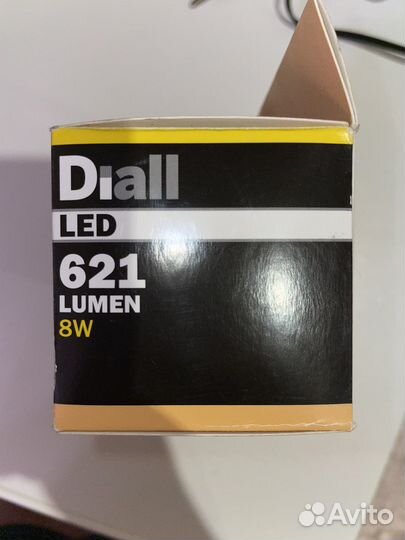 Diall
LED
621
LUMEN
8W
Avito